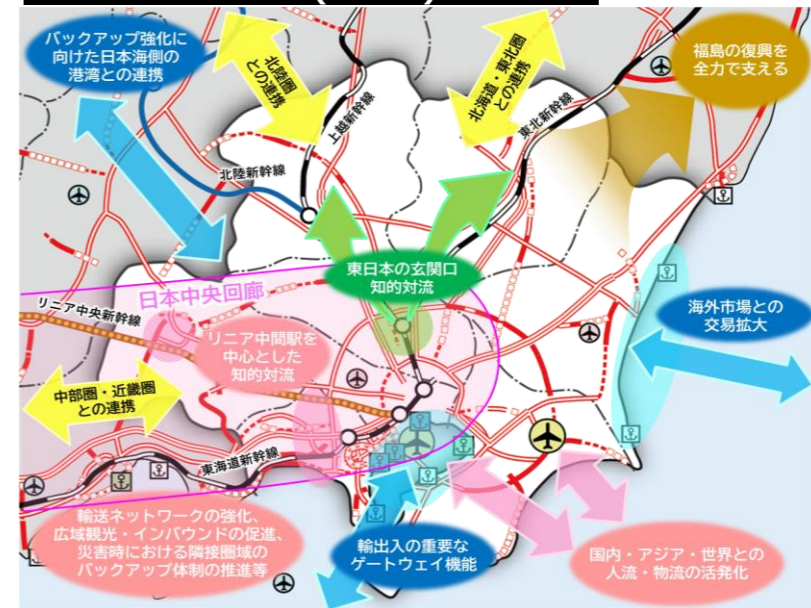 バックアップ強化に
向けた日本海側の
港湾との連携
北陸圏
との連携
上越新幹線
北海道・東北圏
との連携
東北新幹線
福島の復興を
全力で支える
北陸新幹線
東日本の玄関口
知的対流
日本中央回廊
リニア中央新幹線
リニア中間駅を
中心とした
知的対流
海外市場との
交易拡大
中部圏・近畿圏
との連携
東海道新幹線
輸送ネットワークの強化、
広域観光・インバウンドの促進、
災害時における隣接圏域の
バックアップ体制の推進等
輸出入の重要な
ゲートウェイ機能
国内・アジア・世界との
人流・物流の活発化